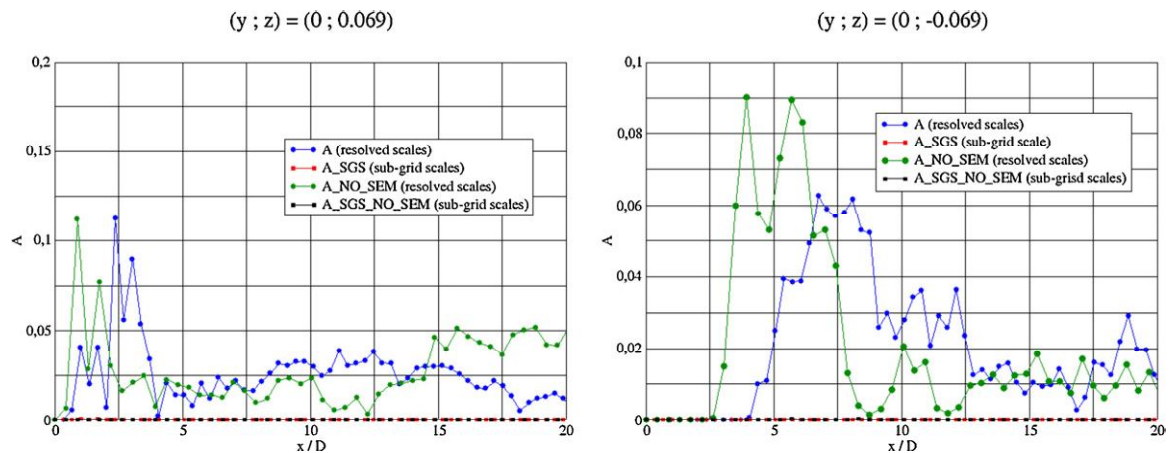 (y ; z) = (0 ; 0.069)
0,2
0,15
0,1
0,05
0
A
A (resolved scales)
A_SGS (sub-grid scales)
A_NO_SEM (resolved scales)
A_SGS_NO_SEM (sub-grid scales)
0 5 10 15 20
x / D
(y ; z) = (0 ; -0.069)
0,1
0,08
0,06
0,04
0,02
0
A
A (resolved scales)
A_SGS (sub-grid scale)
A_NO_SEM (resolved scales)
A_SGS_NO_SEM (sub-grisd scales)
0 5 10 15 20
x / D